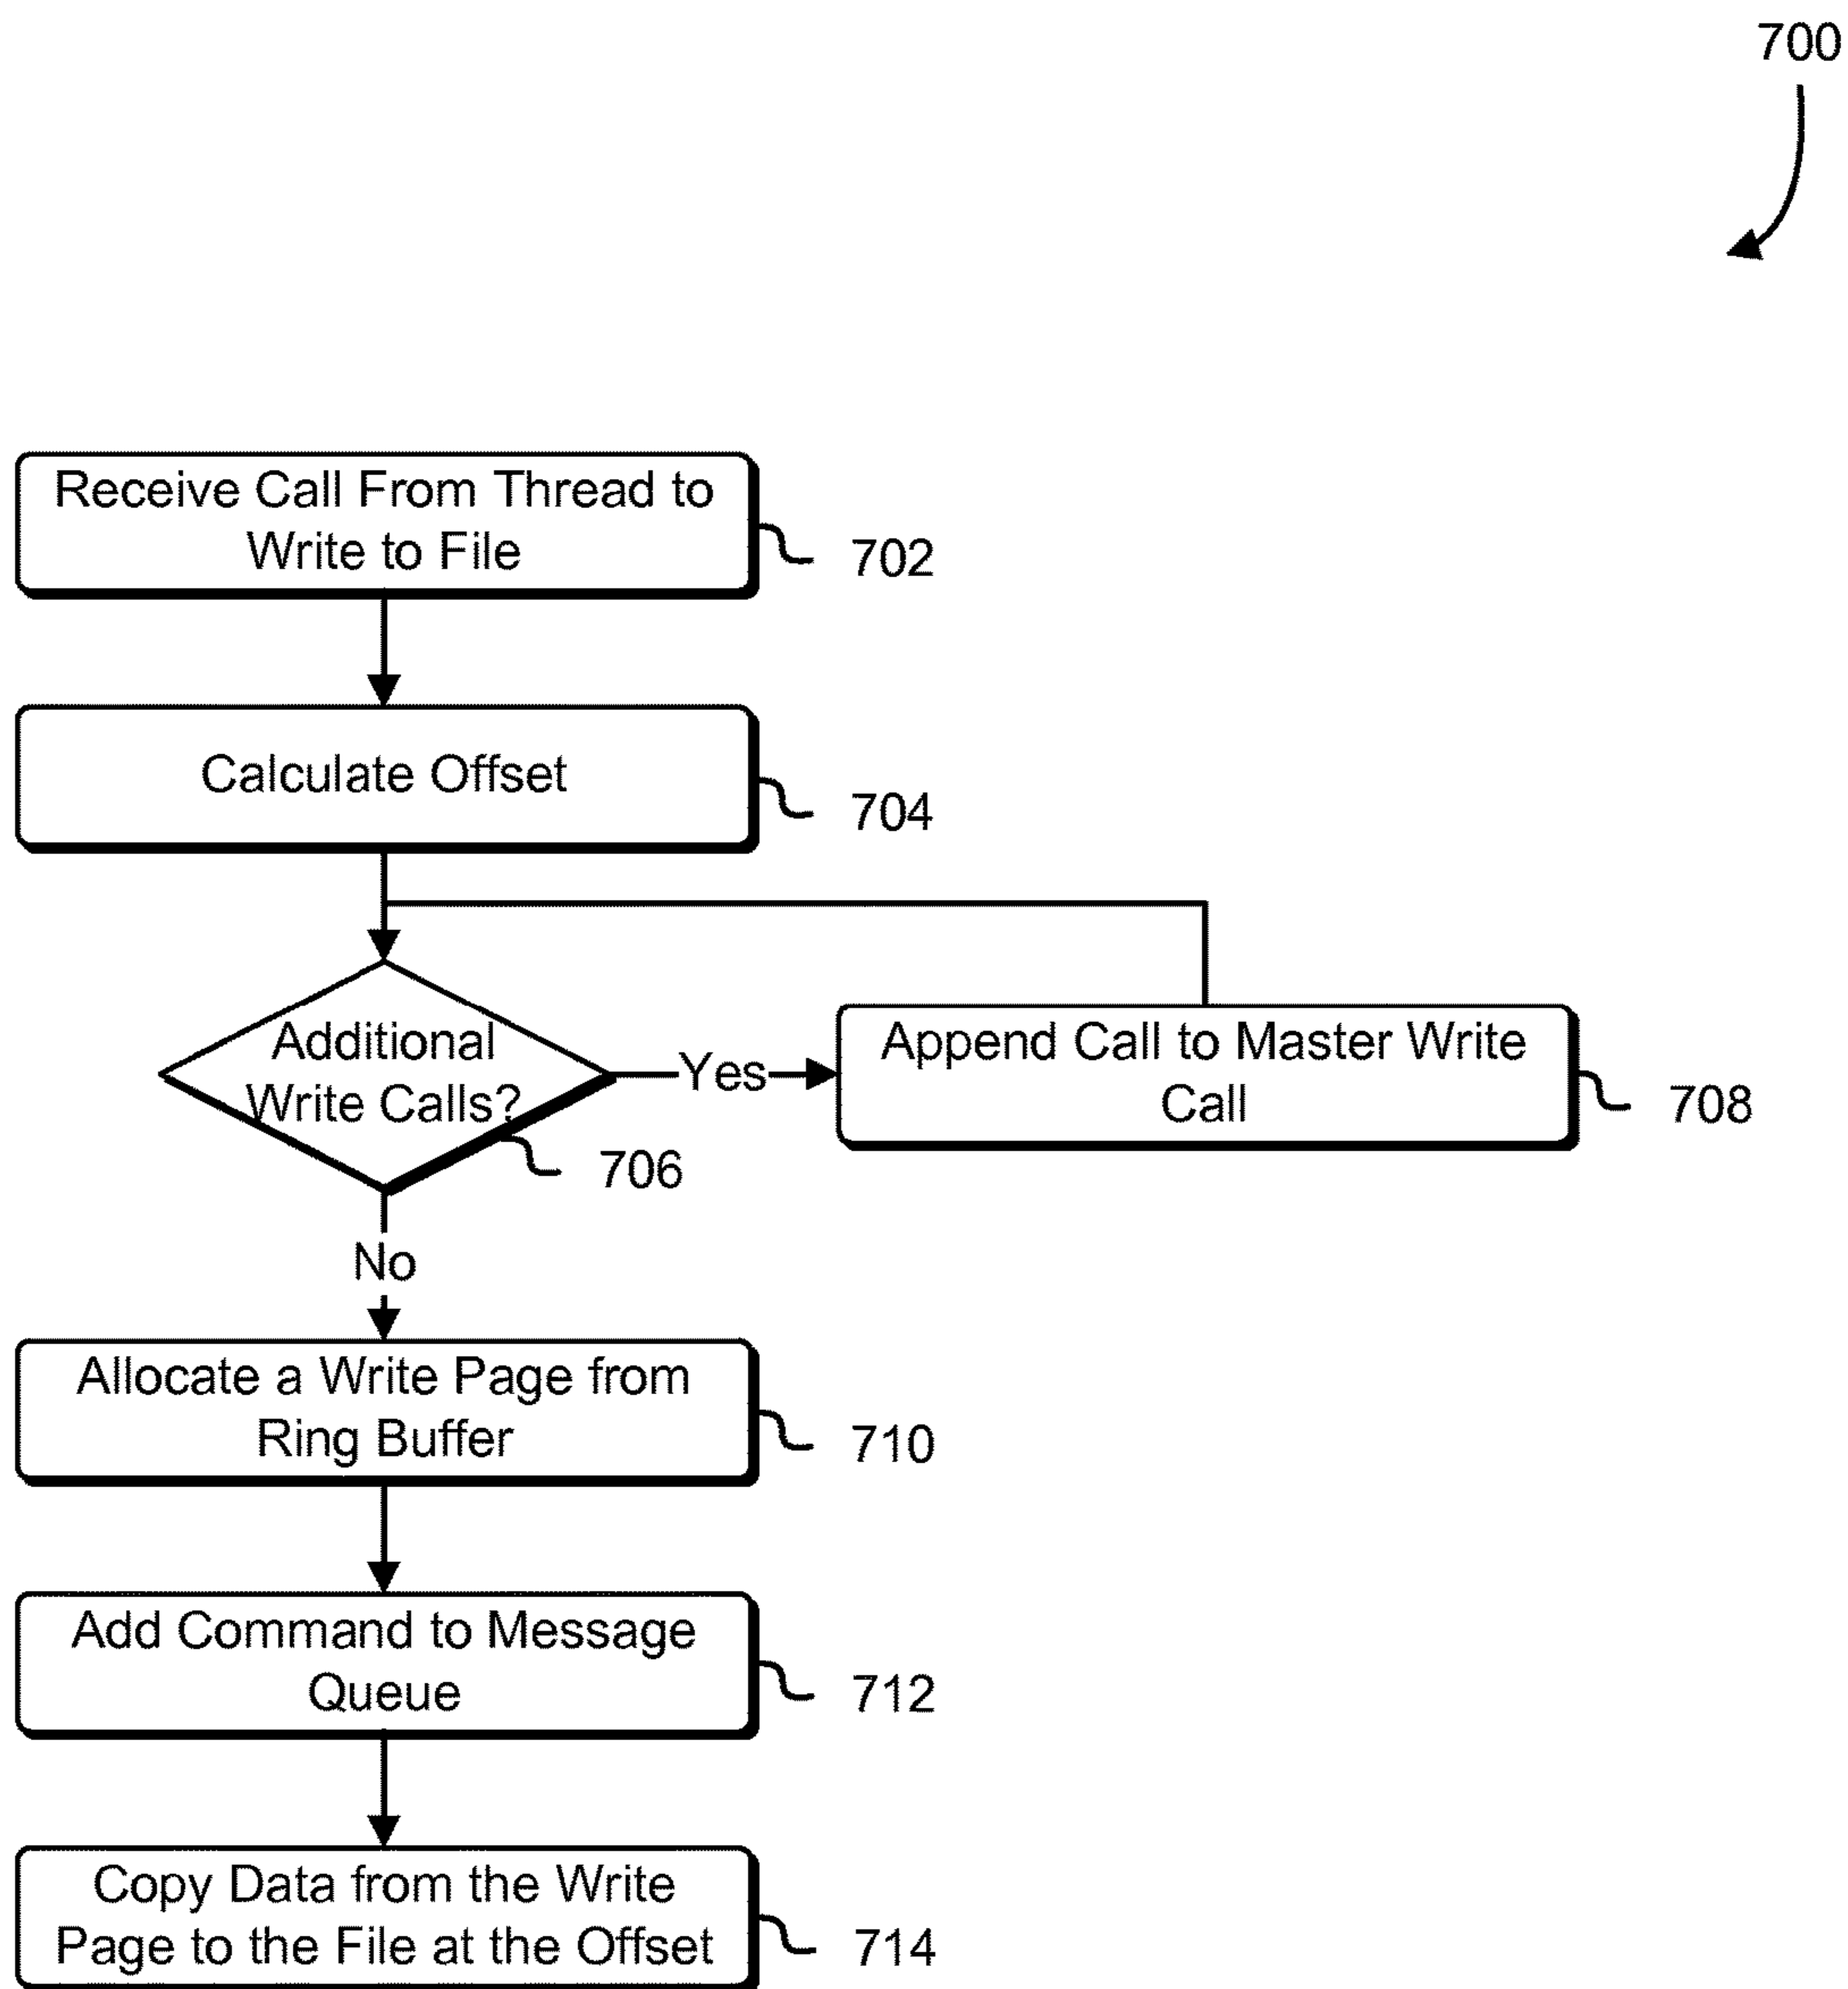 700
Receive Call From Thread to
Write to File
702
Calculate Offset
704
Additional
Write Calls?
706
Yes
Append Call to Master Write
Call
708
No
Allocate a Write Page from
Ring Buffer
710
Add Command to Message
Queue
712
Copy Data from the Write
Page to the File at the Offset
714